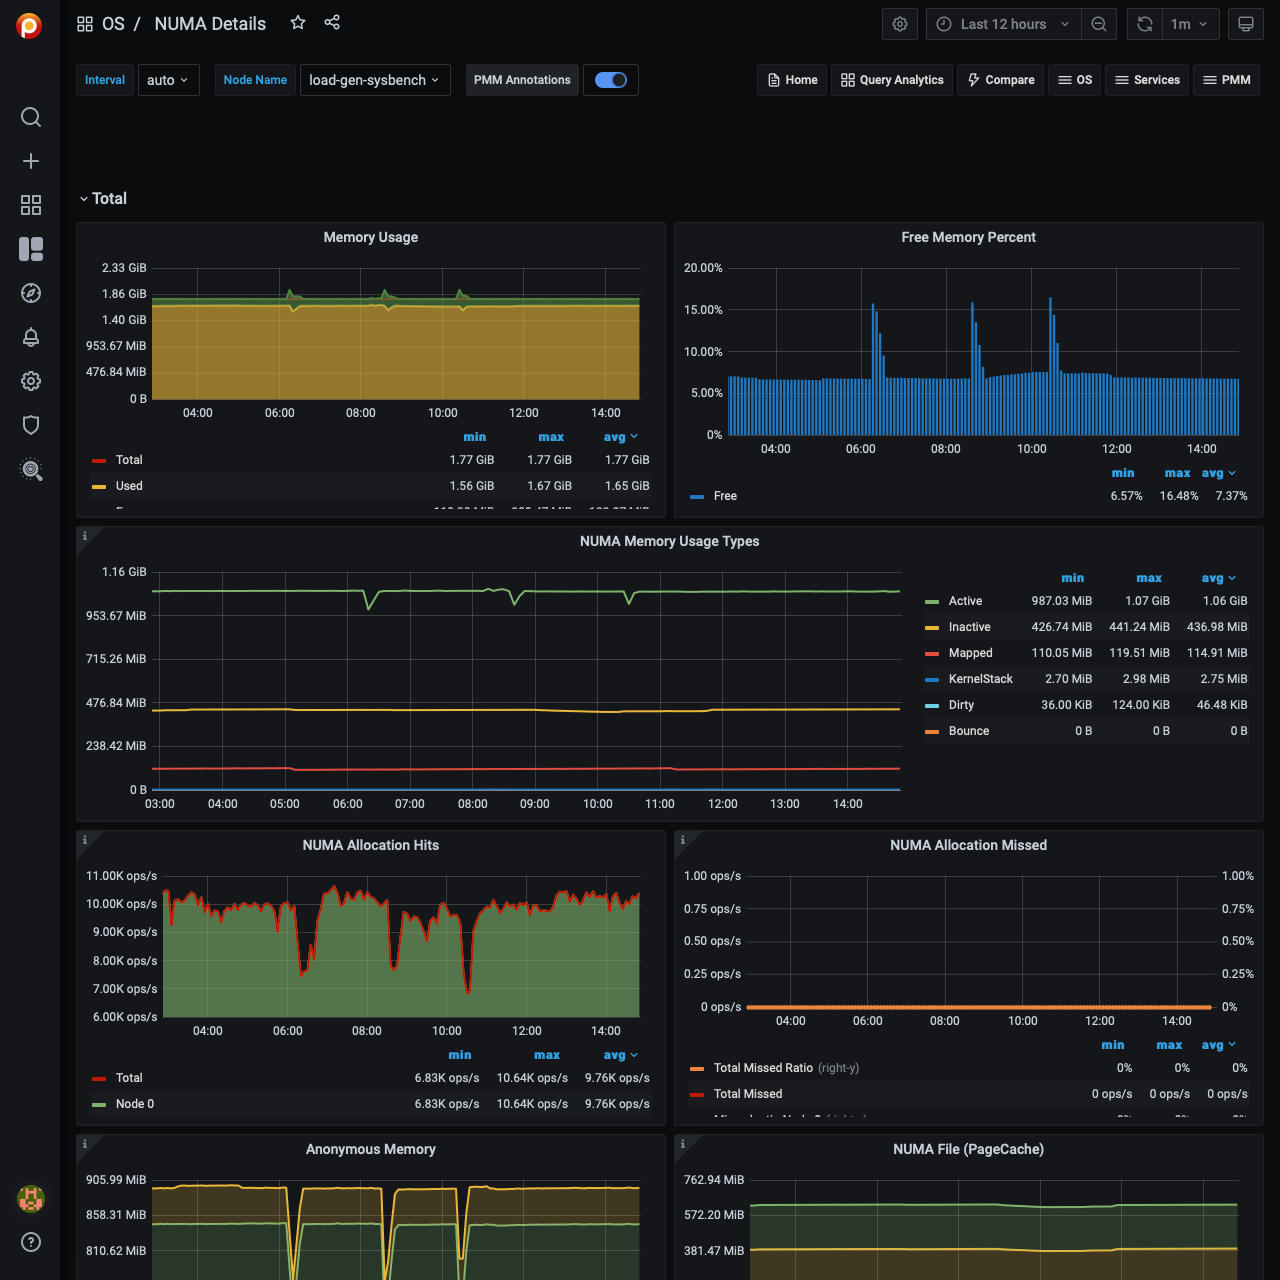 OS / NUMA Details
Last 12 hours
1m
Interval auto
Node Name load-gen-sysbench
PMM Annotations
Home
Query Analytics
Compare
OS
Services
PMM
Total
Memory Usage
2.33 GiB
1.86 GiB
1.40 GiB
953.67 MiB
476.84 MiB
0 B
04:00 06:00 08:00 10:00 12:00 14:00
min max avg
Total 1.77 GiB 1.77 GiB 1.77 GiB
Used 1.56 GiB 1.67 GiB 1.65 GiB
Free Memory Percent
20.00%
15.00%
10.00%
5.00%
0%
04:00 06:00 08:00 10:00 12:00 14:00
min max avg
Free 6.57% 16.48% 7.37%
NUMA Memory Usage Types
1.16 GiB
953.67 MiB
715.26 MiB
476.84 MiB
238.42 MiB
0 B
03:00 04:00 05:00 06:00 07:00 08:00 09:00 10:00 11:00 12:00 13:00 14:00
min max avg
Active 987.03 MiB 1.07 GiB 1.06 GiB
Inactive 426.74 MiB 441.24 MiB 436.98 MiB
Mapped 110.05 MiB 119.51 MiB 114.91 MiB
KernelStack 2.70 MiB 2.98 MiB 2.75 MiB
Dirty 36.00 KiB 124.00 KiB 46.48 KiB
Bounce 0 B 0 B 0 B
NUMA Allocation Hits
11.00K ops/s
10.00K ops/s
9.00K ops/s
8.00K ops/s
7.00K ops/s
6.00K ops/s
04:00 06:00 08:00 10:00 12:00 14:00
min max avg
Total 6.83K ops/s 10.64K ops/s 9.76K ops/s
Node 0 6.83K ops/s 10.64K ops/s 9.76K ops/s
NUMA Allocation Missed
1.00 ops/s 1.00%
0.75 ops/s 0.75%
0.50 ops/s 0.50%
0.25 ops/s 0.25%
0 ops/s 0%
04:00 06:00 08:00 10:00 12:00 14:00
min max avg
Total Missed Ratio (right-y) 0% 0% 0%
Total Missed 0 ops/s 0 ops/s 0 ops/s
Anonymous Memory
905.99 MiB
858.31 MiB
810.62 MiB
NUMA File (PageCache)
762.94 MiB
572.20 MiB
381.47 MiB